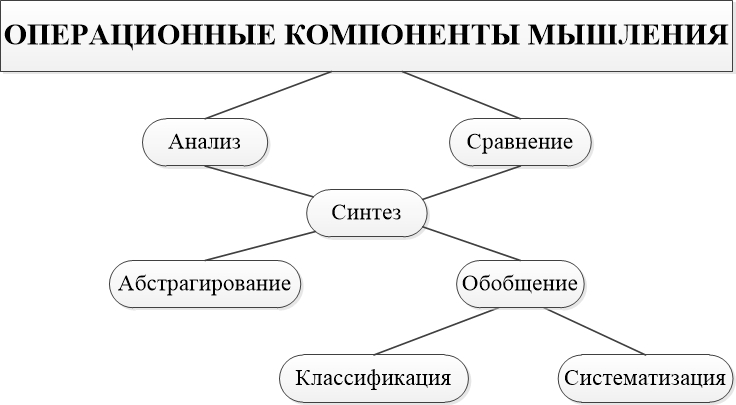 ОПЕРАЦИОННЫЕ КОМПОНЕНТЫ МЫШЛЕНИЯ
Анализ
Сравнение
Синтез
Абстрагирование
Обобщение
Классификация
Систематизация